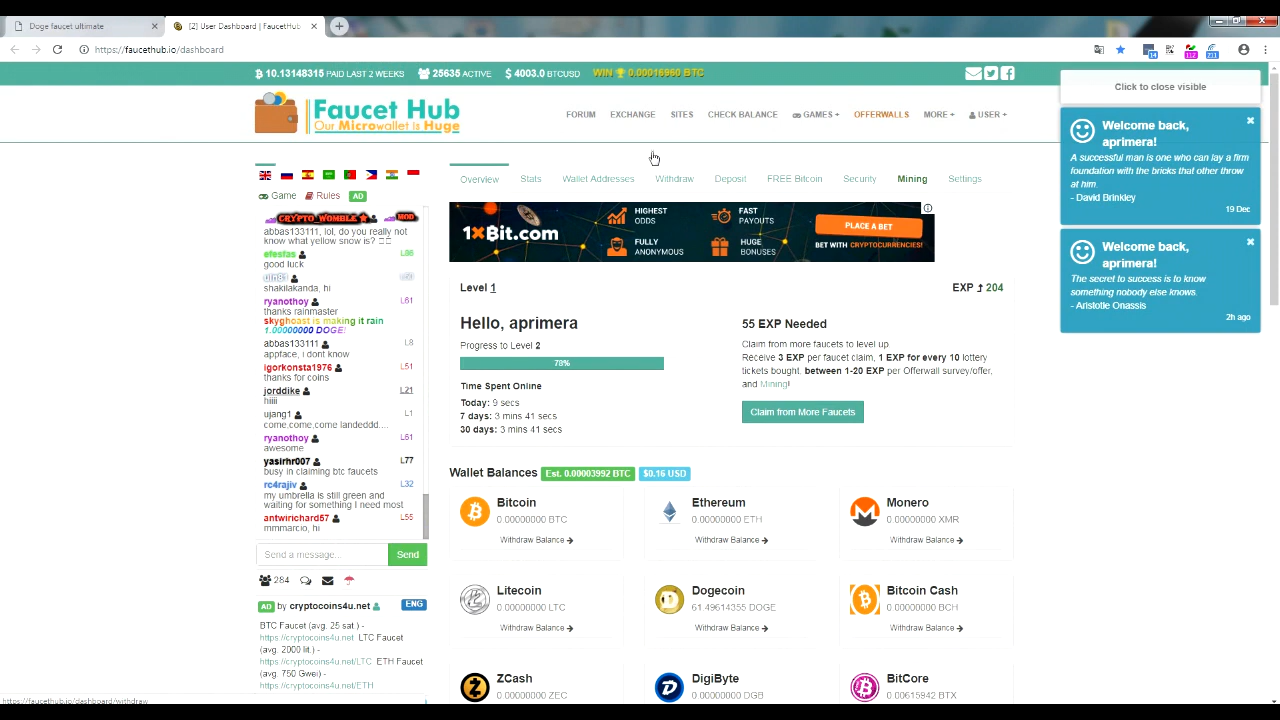 Doge faucet ultimate
[2] User Dashboard | FaucetHub
https://faucethub.io/dashboard
10.13148315 PAID LAST 2 WEEKS
25635 ACTIVE
4003.0 BTCUSD
WIN 0.00016960 BTC
Faucet Hub
Our Microwallet is Huge
FORUM
EXCHANGE
SITES
CHECK BALANCE
GAMES +
OFFERWALLS
MORE +
USER +
Click to close visible
Welcome back,
aprimera!
A successful man is one who can lay a firm
foundation with the bricks that other throw
at him.
- David Brinkley
19 Dec
Welcome back,
aprimera!
The secret to success is to know
something nobody else knows.
- Aristotle Onassis
2h ago
Game
Rules
AD
CRYPTO_WOMBLE
MOD
abbas133111, lol, do you really not
know what yellow snow is?
efesfas
L86
good luck
shakilakanda, hi
ryanothoy
L61
thanks rainmaster
skyghoast is making it rain
1.00000000 DOGE!
abbas133111
L8
appface, i dont know
igorkonsta1976
L51
thanks for coins
jorddike
L21
hiiii
ujang1
L1
come,come,come landeddd....
ryanothoy
L61
awesome
yasirhr007
L77
busy in claiming btc faucets
rc4rajiv
L32
my umbrella is still green and
waiting for something I need most
antwirichard57
L55
mmmarcio, hi
Send a message...
Send
284
AD by cryptocoins4u.net
ENG
BTC Faucet (avg. 25 sat ) -
https://cryptocoins4u.net LTC Faucet
(avg. 2000 lit.) -
https://cryptocoins4u.net/LTC ETH Faucet
(avg. 750 Gwei) -
https://cryptocoins4u.net/ETH
https://faucethub.io/dashboard/withdraw
Overview
Stats
Wallet Addresses
Withdraw
Deposit
FREE Bitcoin
Security
Mining
Settings
1XBit.com
HIGHEST
ODDS
FAST
PAYOUTS
FULLY
ANONYMOUS
HUGE
BONUSES
PLACE A BET
BET WITH CRYPTOCURRENCIES!
Level 1
EXP 204
Hello, aprimera
Progress to Level 2
78%
Time Spent Online
Today: 9 secs
7 days: 3 mins 41 secs
30 days: 3 mins 41 secs
55 EXP Needed
Claim from more faucets to level up.
Receive 3 EXP per faucet claim, 1 EXP for every 10 lottery
tickets bought, between 1-20 EXP per Offerwall survey/offer,
and Mining!
Claim from More Faucets
Wallet Balances
Est. 0.00003992 BTC
$0.16 USD
Bitcoin
0.00000000 BTC
Withdraw Balance
Ethereum
0.00000000 ETH
Withdraw Balance
Monero
0.00000000 XMR
Withdraw Balance
Litecoin
0.00000000 LTC
Withdraw Balance
Dogecoin
61.49614355 DOGE
Withdraw Balance
Bitcoin Cash
0.00000000 BCH
Withdraw Balance
ZCash
0.00000000 ZEC
DigiByte
0.00000000 DGB
BitCore
0.00615942 BTX